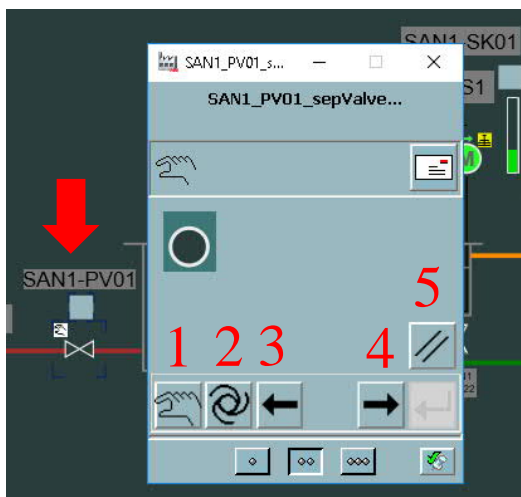 SAN1-SK01
SAN1_PV01_s...
SAN1_PV01_sepValve...
S1
M
SAN1-PV01
5
1 2 3 4